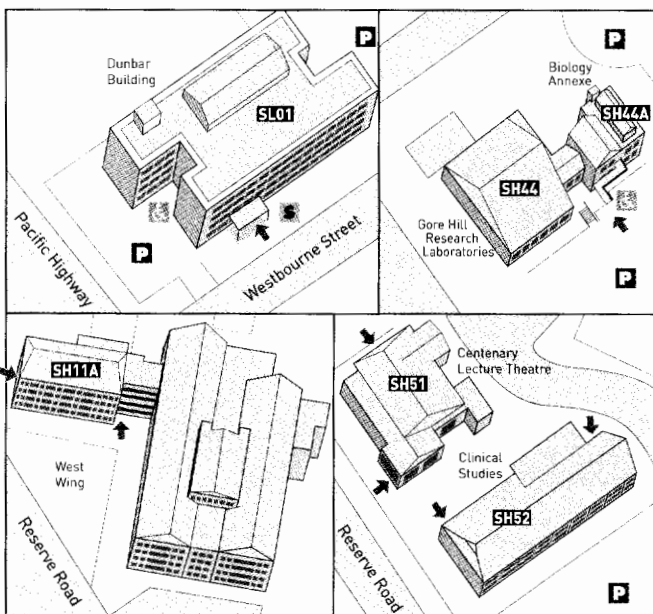 Dunbar
Building
P
SL01
S
P
Pacific Highway
Westbourne Street
P
Biology
Annexe
SH44A
SH44
Gore Hill
Research
Laboratories
P
SH11A
West
Wing
Reserve Road
SH51
Centenary
Lecture Theatre
Clinical
Studies
SH52
Reserve Road
P